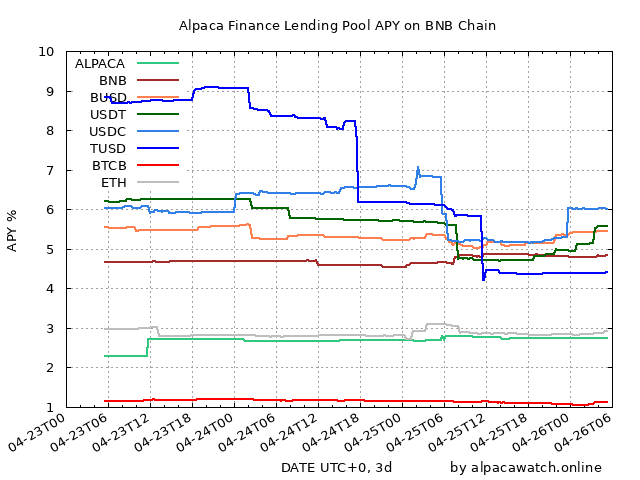 Alpaca Finance Lending Pool APY on BNB Chain
10
9
8
7
6
5
4
3
2
1
APY %
ALPACA
BNB
BUSD
USDT
USDC
TUSD
BTCB
ETH
04-23T00
04-23T06
04-23T12
04-23T18
04-24T00
04-24T06
04-24T12
04-24T18
04-25T00
04-25T06
04-25T12
04-25T18
04-26T00
04-26T06
DATE UTC+0, 3d
by alpacawatch.online